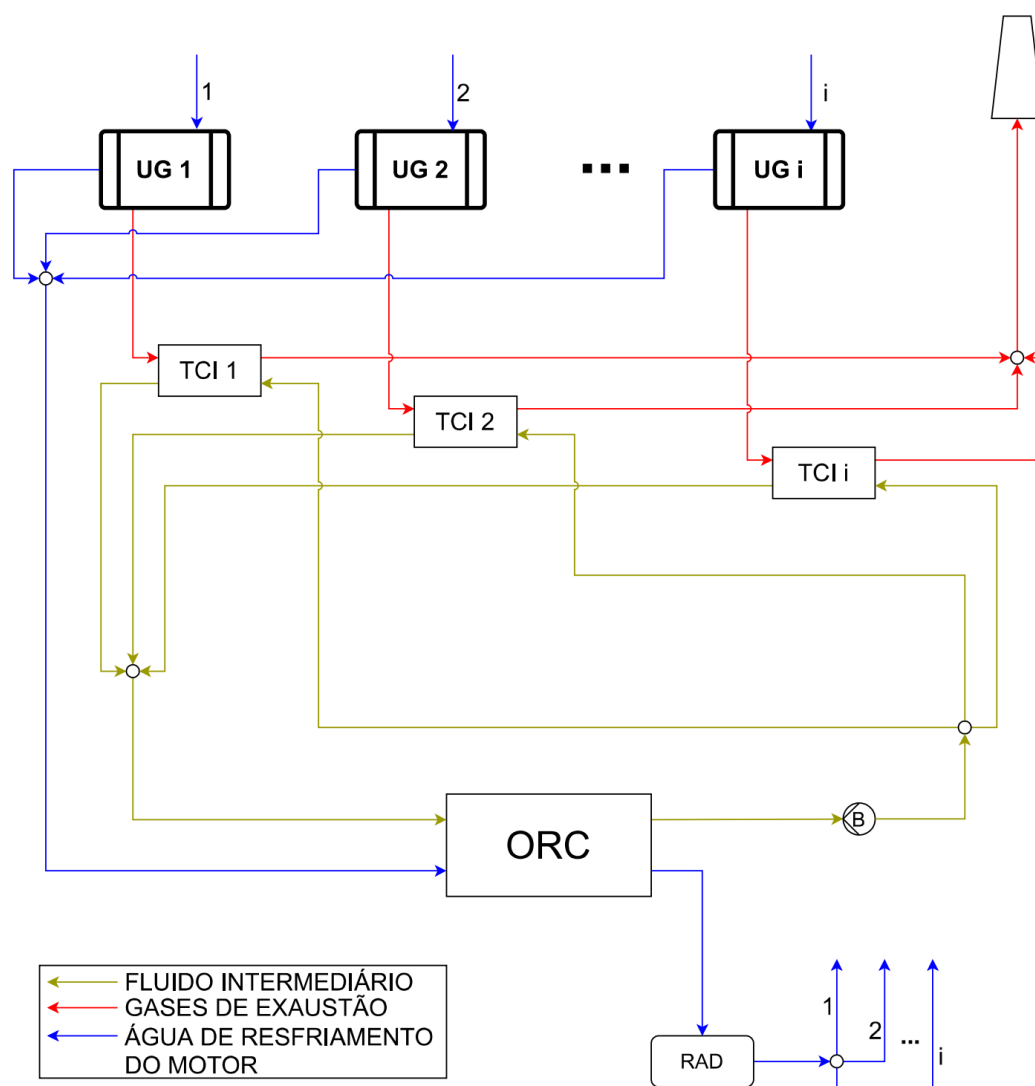 1
2
i
UG 1
UG 2
...
UG i
TCI 1
TCI 2
TCI i
B
ORC
FLUIDO INTERMEDIÁRIO
GASES DE EXAUSTÃO
ÁGUA DE RESFRIAMENTO
DO MOTOR
RAD
1
2
...
i